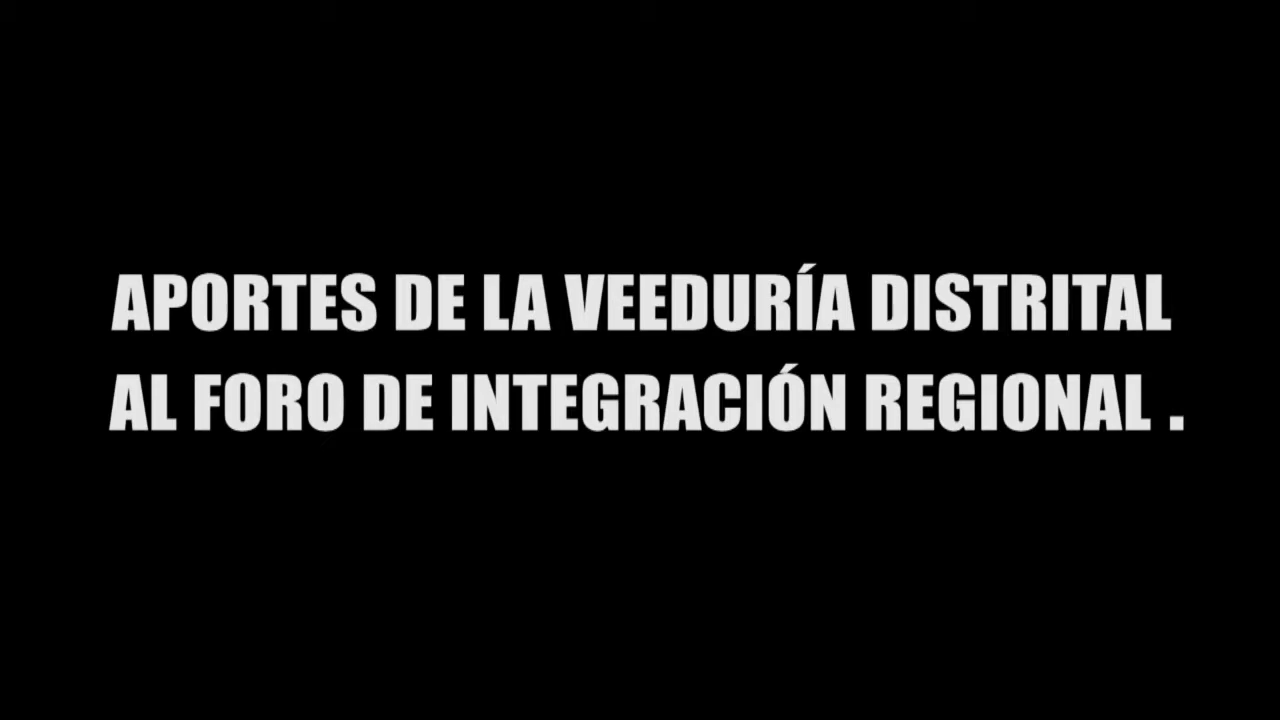 APORTES DE LA VEEDURÍA DISTRITAL
AL FORO DE INTEGRACIÓN REGIONAL .